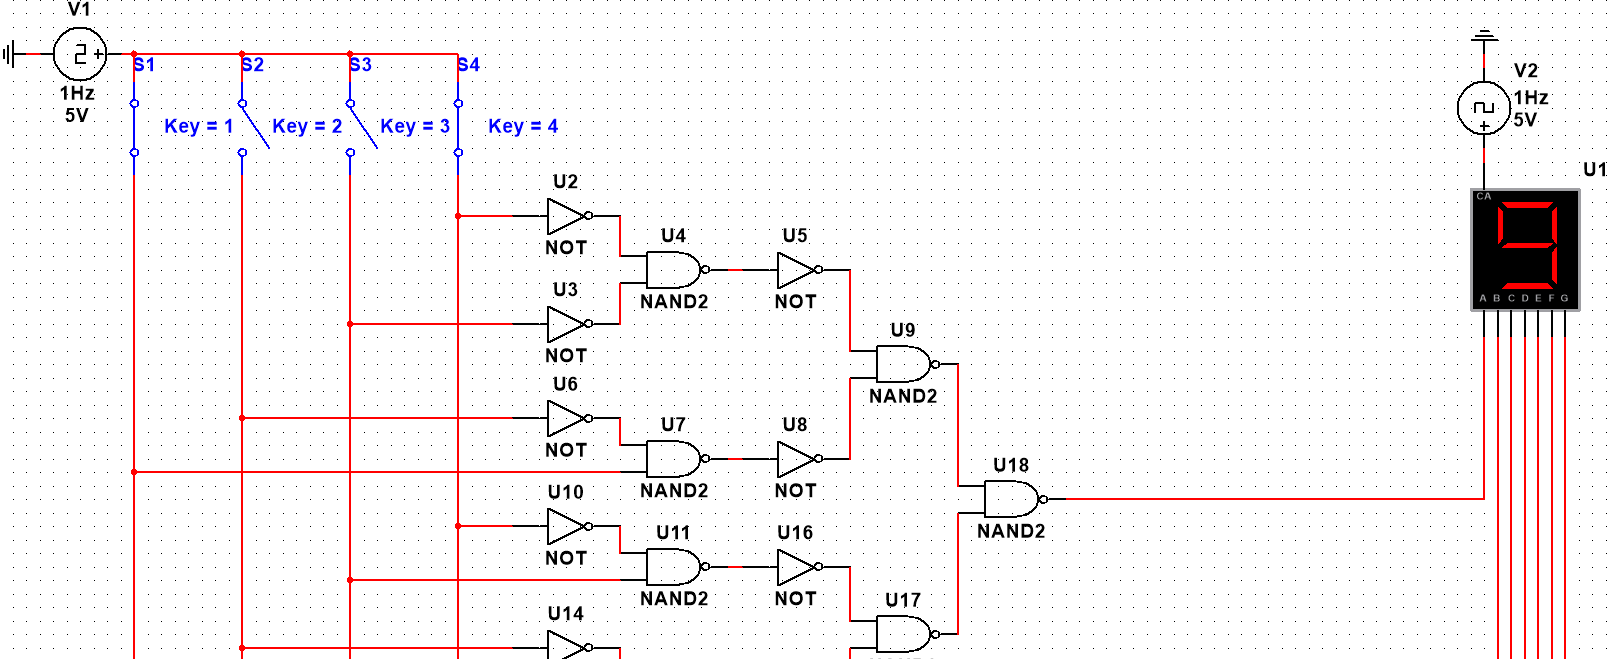 V1
2 +
1Hz
5V
S1
S2
S3
S4
Key = 1
Key = 2
Key = 3
Key = 4
V2
1Hz
5V
+
U1
CA
9
A B C D E F G
U2
NOT
U4
NAND2
U5
NOT
U3
NOT
U9
NAND2
U6
NOT
U7
NAND2
U8
NOT
U18
NAND2
U10
NOT
U11
NAND2
U16
NOT
U17
U14